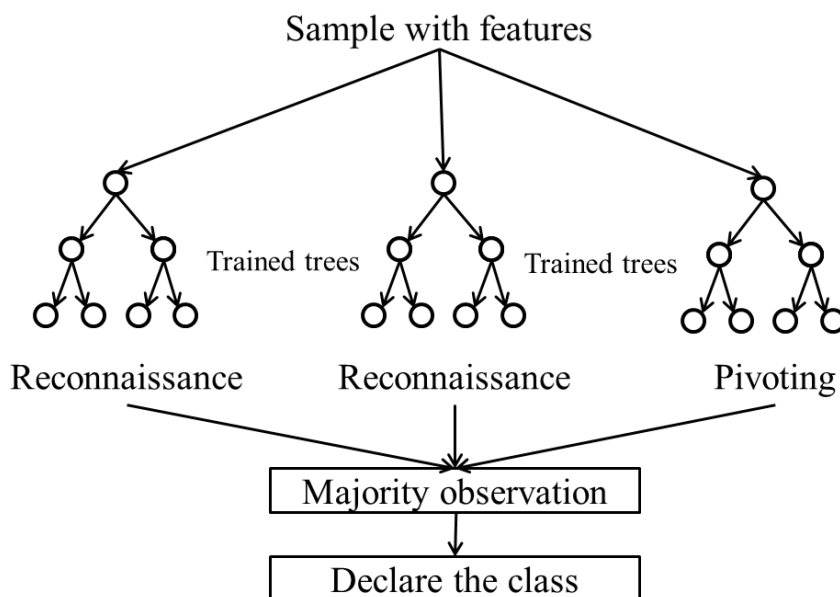 Sample with features
Trained trees
Trained trees
Reconnaissance
Reconnaissance
Pivoting
Majority observation
Declare the class